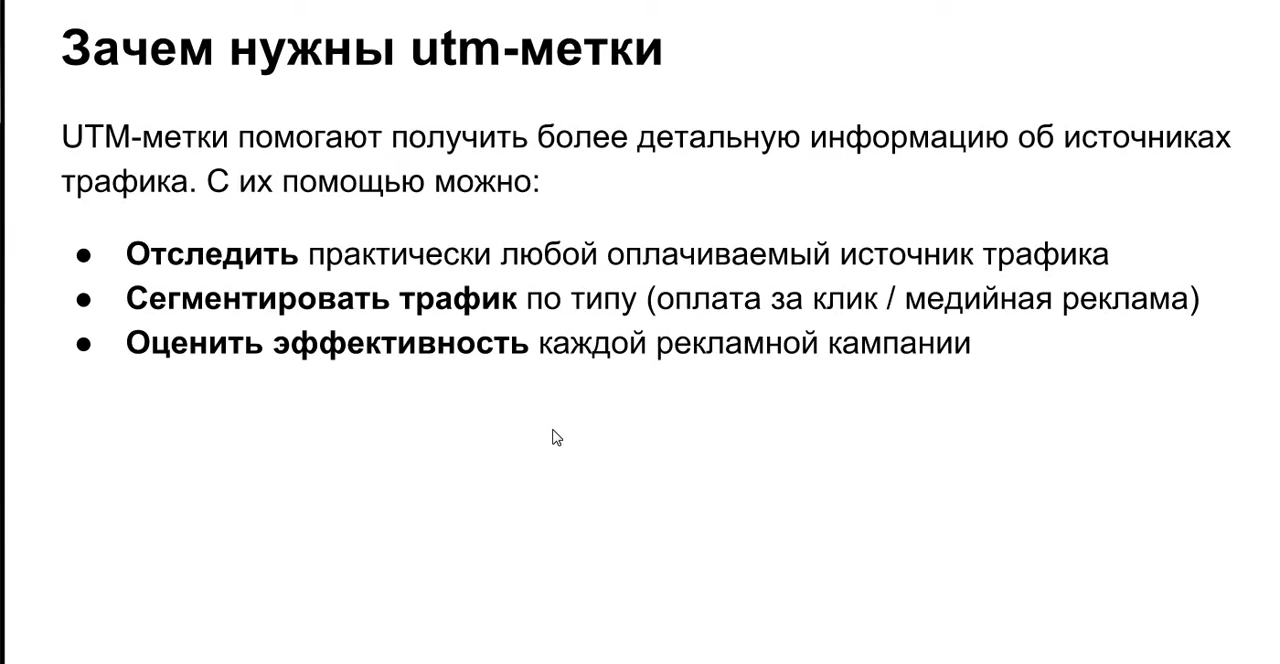 Зачем нужны utm-метки
UTM-метки помогают получить более детальную информацию об источниках
трафика. С их помощью можно:
● Отследить практически любой оплачиваемый источник трафика
● Сегментировать трафик по типу (оплата за клик / медийная реклама)
● Оценить эффективность каждой рекламной кампании